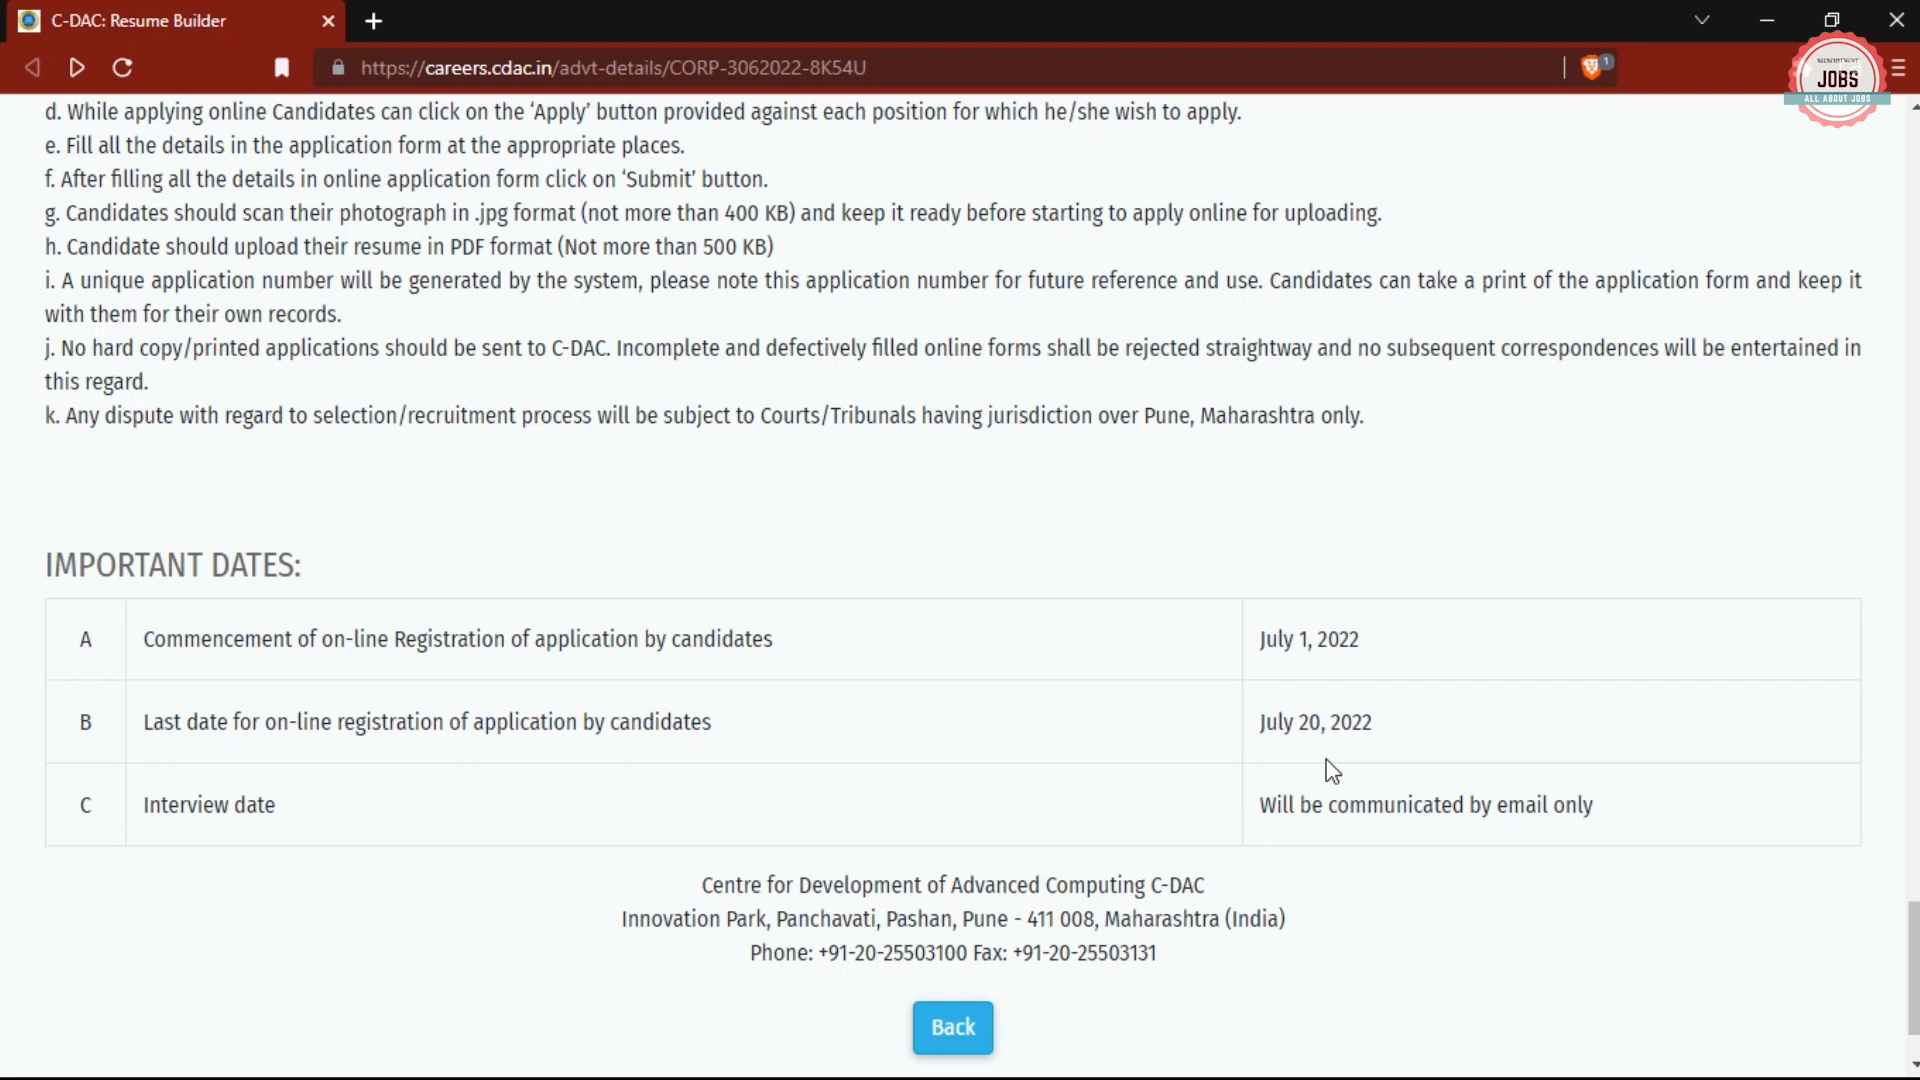 C-DAC: Resume Builder
https://careers.cdac.in/advt-details/CORP-3062022-8K54U
1
RECRUITMENT
JOBS
ALL ABOUT JOBS
d. While applying online Candidates can click on the ‘Apply’ button provided against each position for which he/she wish to apply.
e. Fill all the details in the application form at the appropriate places.
f. After filling all the details in online application form click on ‘Submit’ button.
g. Candidates should scan their photograph in .jpg format (not more than 400 KB) and keep it ready before starting to apply online for uploading.
h. Candidate should upload their resume in PDF format (Not more than 500 KB)
i. A unique application number will be generated by the system, please note this application number for future reference and use. Candidates can take a print of the application form and keep it
with them for their own records.
j. No hard copy/printed applications should be sent to C-DAC. Incomplete and defectively filled online forms shall be rejected straightway and no subsequent correspondences will be entertained in
this regard.
k. Any dispute with regard to selection/recruitment process will be subject to Courts/Tribunals having jurisdiction over Pune, Maharashtra only.
IMPORTANT DATES:
A Commencement of on-line Registration of application by candidates July 1, 2022
B Last date for on-line registration of application by candidates July 20, 2022
C Interview date Will be communicated by email only
Centre for Development of Advanced Computing C-DAC
Innovation Park, Panchavati, Pashan, Pune - 411 008, Maharashtra (India)
Phone: +91-20-25503100 Fax: +91-20-25503131
Back